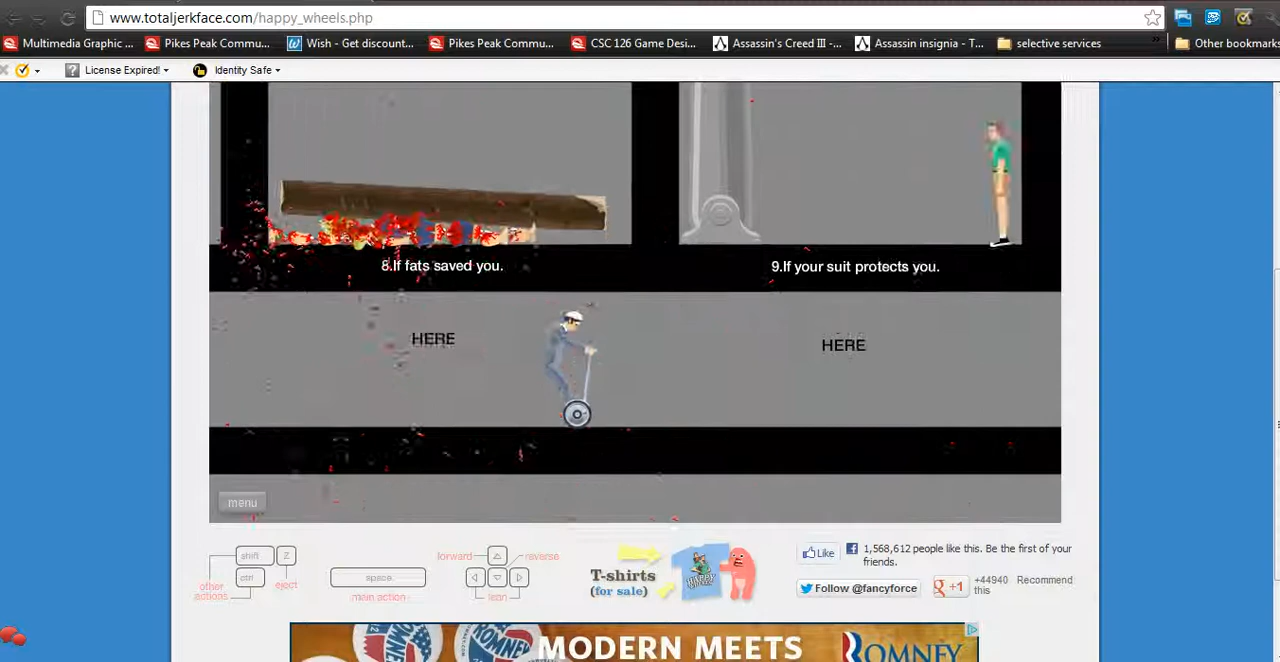 www.totaljerkface.com/happy_wheels.php
Multimedia Graphic ...
Pikes Peak Commu...
Wish - Get discount...
Pikes Peak Commu...
CSC 126 Game Desi...
Assassin's Creed III -...
Assassin insignia - T...
selective services
»
Other bookmarks
License Expired!
Identity Safe
8.If fats saved you.
9.If your suit protects you.
HERE
HERE
menu
shift
Z
ctrl
other actions
eject
space
main action
forward
reverse
lean
T-shirts
(for sale)
Like
1,568,612 people like this. Be the first of your
friends.
Follow @fancyforce
+1
+44940
Recommend
this
ROMNEY
ROMNEY
MODERN MEETS
ROMNEY